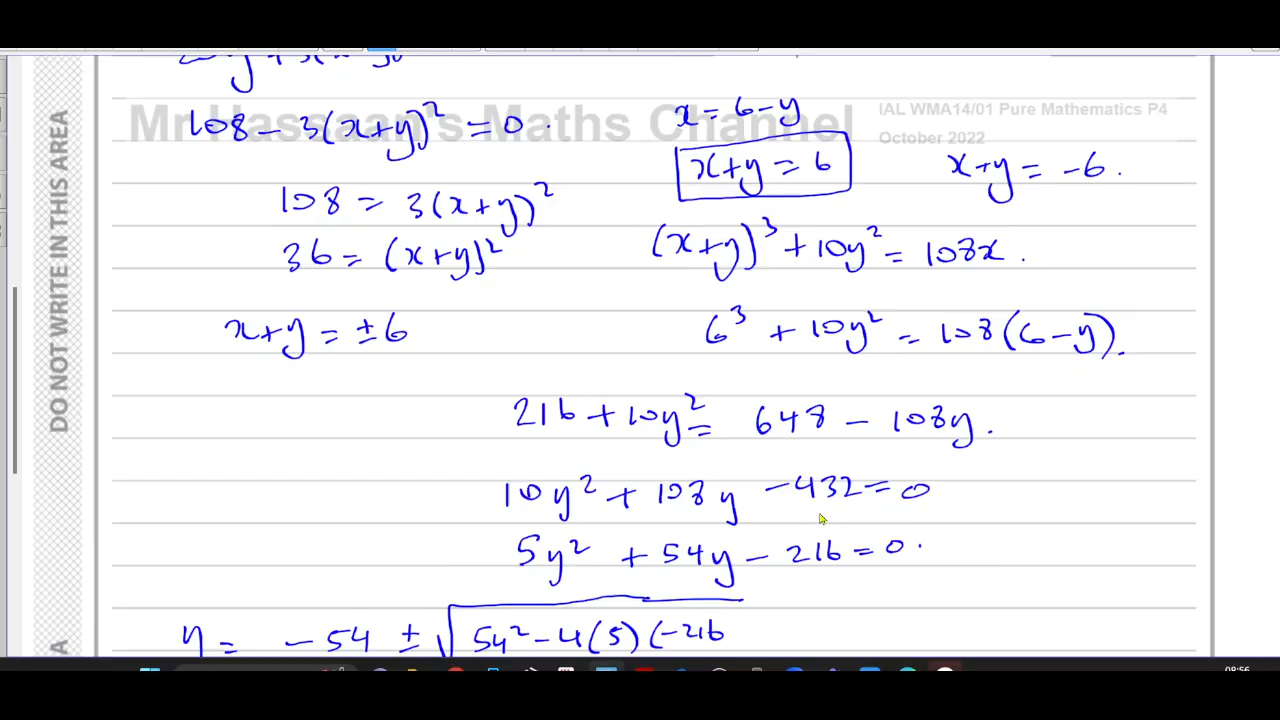 108 - 3(x+y)² = 0 .
Mr Hassaan's Maths Channel
IAL WMA14/01 Pure Mathematics P4
October 2022
x = 6 - y
x+y = 6
x+y = -6 .
108 = 3(x+y)²
36 = (x+y)²
(x+y)³ + 10y² = 108x .
x+y = ± 6
6³ + 10y² = 108(6-y) .
216 + 10y² = 648 - 108y .
10y² + 108y - 432 = 0
5y² + 54y - 216 = 0 .
y = -54 ± √54² - 4(5)(-216
DO NOT WRITE IN THIS AREA
A
08:56